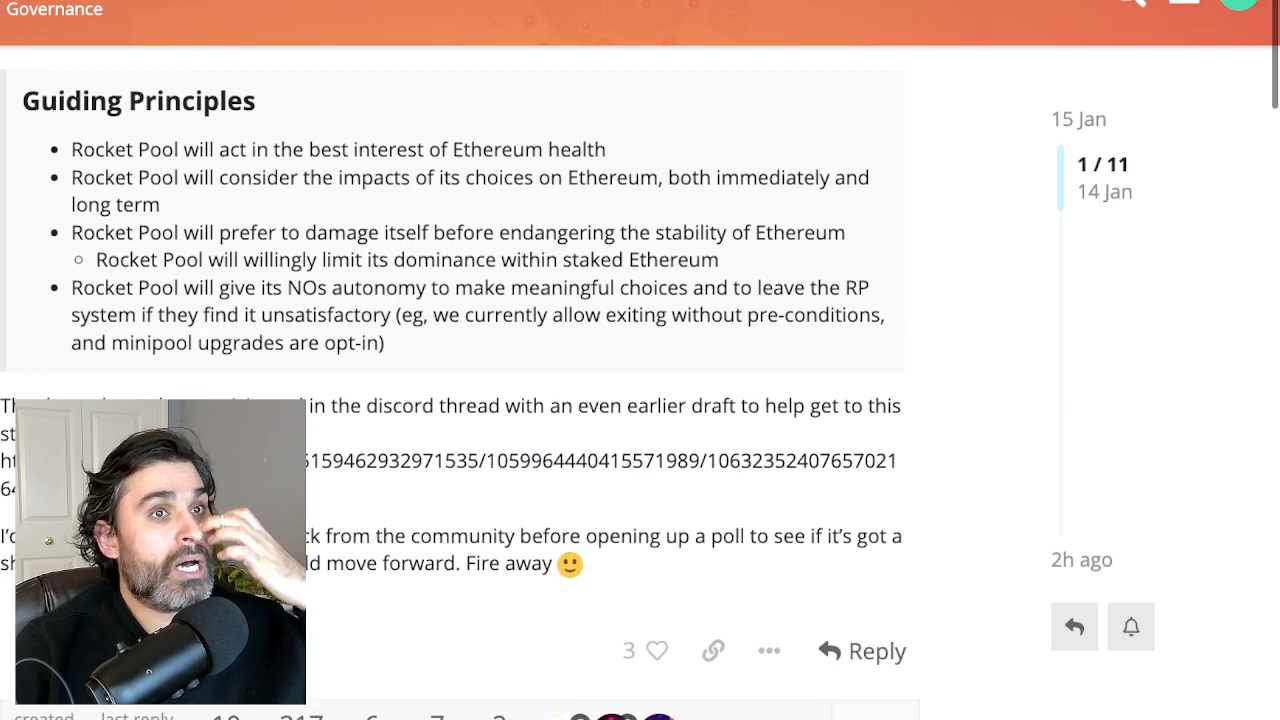 Governance
Guiding Principles
• Rocket Pool will act in the best interest of Ethereum health
• Rocket Pool will consider the impacts of its choices on Ethereum, both immediately and
long term
• Rocket Pool will prefer to damage itself before endangering the stability of Ethereum
○ Rocket Pool will willingly limit its dominance within staked Ethereum
• Rocket Pool will give its NOs autonomy to make meaningful choices and to leave the RP
system if they find it unsatisfactory (eg, we currently allow exiting without pre-conditions,
and minipool upgrades are opt-in)
in the discord thread with an even earlier draft to help get to this
159462932971535/1059964440415571989/10632352407657021
from the community before opening up a poll to see if it's got a
move forward. Fire away 🙂
3
Reply
15 Jan
1 / 11
14 Jan
2h ago
created last reply